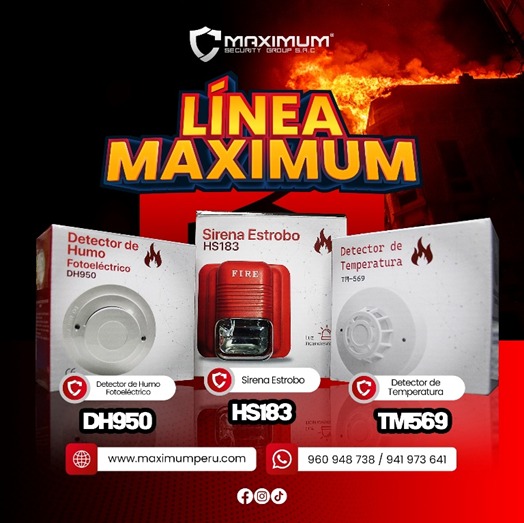 MAXIMUM®
SECURITY GROUP S.A.C
LÍNEA
MAXIMUM
Detector de
Humo
Fotoeléctrico
DH950
Sirena Estrobo
HS183
FIRE
Detector de
Temperatura
TM-569
Detector de Humo
Fotoeléctrico
DH950
Sirena Estrobo
HS183
Detector de
Temperatura
TM569
www.maximumperu.com
960 948 738 / 941 973 641